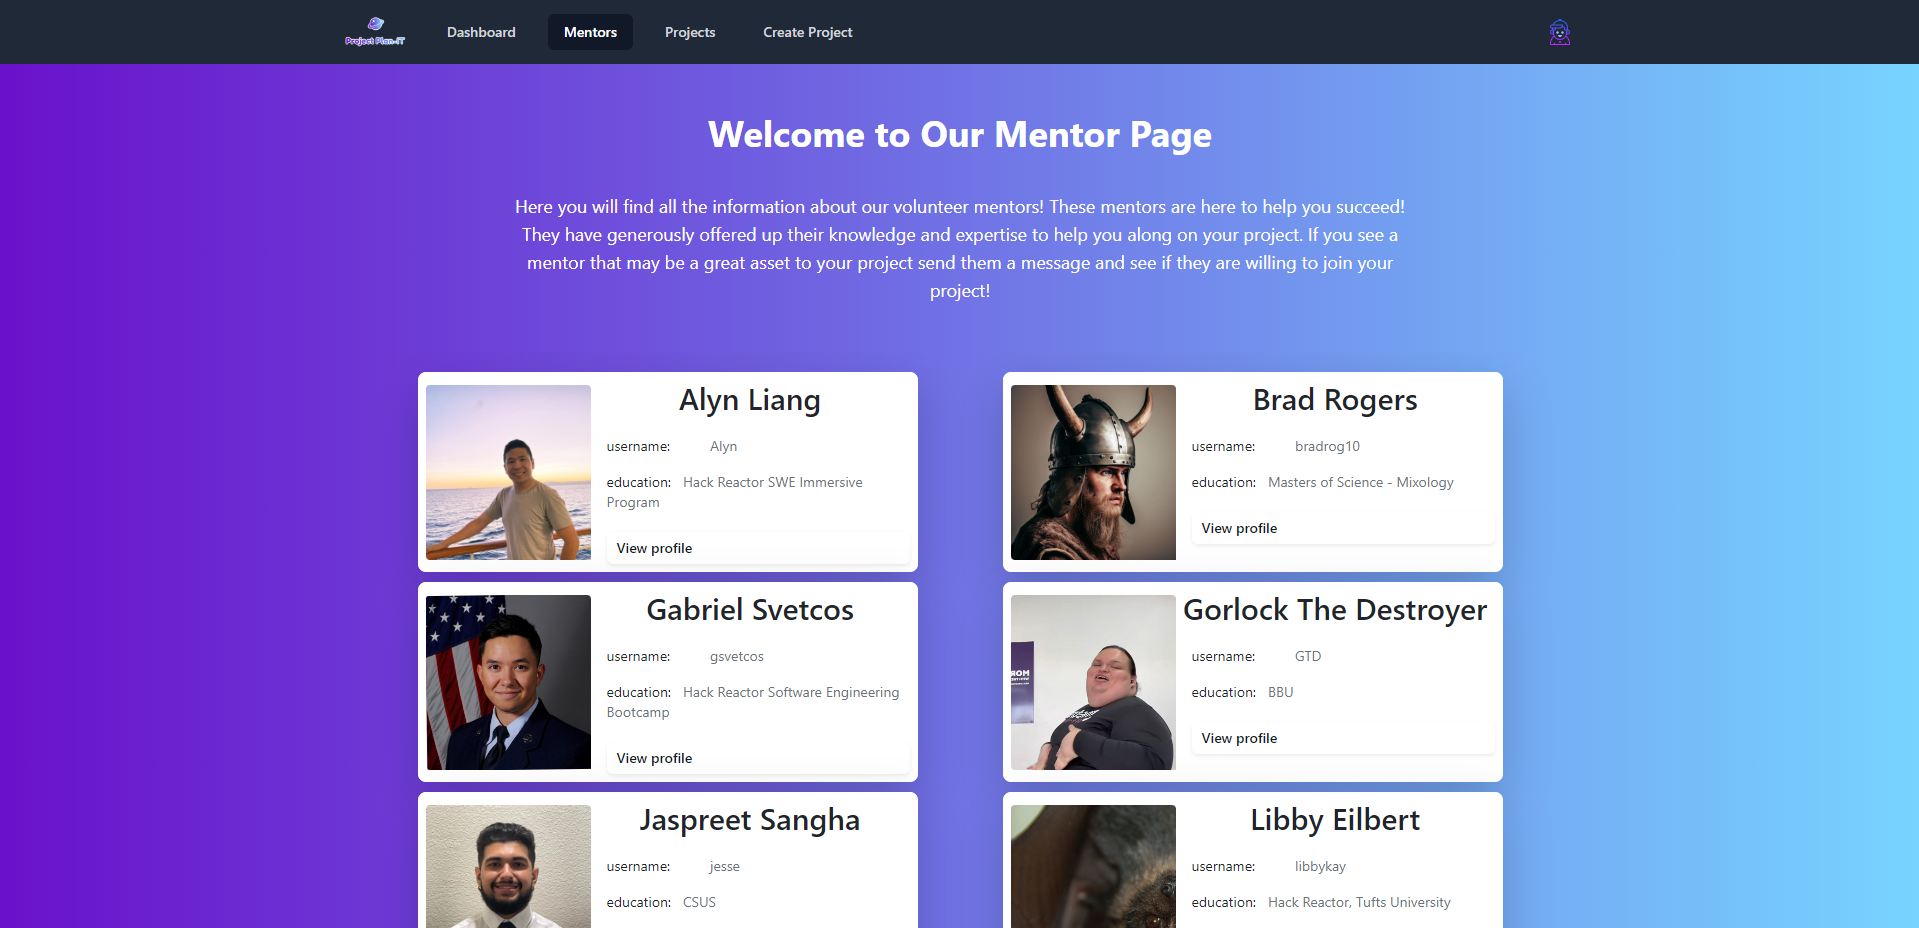 Project Plan-IT
Dashboard
Mentors
Projects
Create Project
Welcome to Our Mentor Page
Here you will find all the information about our volunteer mentors! These mentors are here to help you succeed!
They have generously offered up their knowledge and expertise to help you along on your project. If you see a
mentor that may be a great asset to your project send them a message and see if they are willing to join your
project!
Alyn Liang
username: Alyn
education: Hack Reactor SWE Immersive
Program
View profile
Brad Rogers
username: bradrog10
education: Masters of Science - Mixology
View profile
Gabriel Svetcos
username: gsvetcos
education: Hack Reactor Software Engineering
Bootcamp
View profile
Gorlock The Destroyer
username: GTD
education: BBU
View profile
Jaspreet Sangha
username: jesse
education: CSUS
Libby Eilbert
username: libbykay
education: Hack Reactor, Tufts University